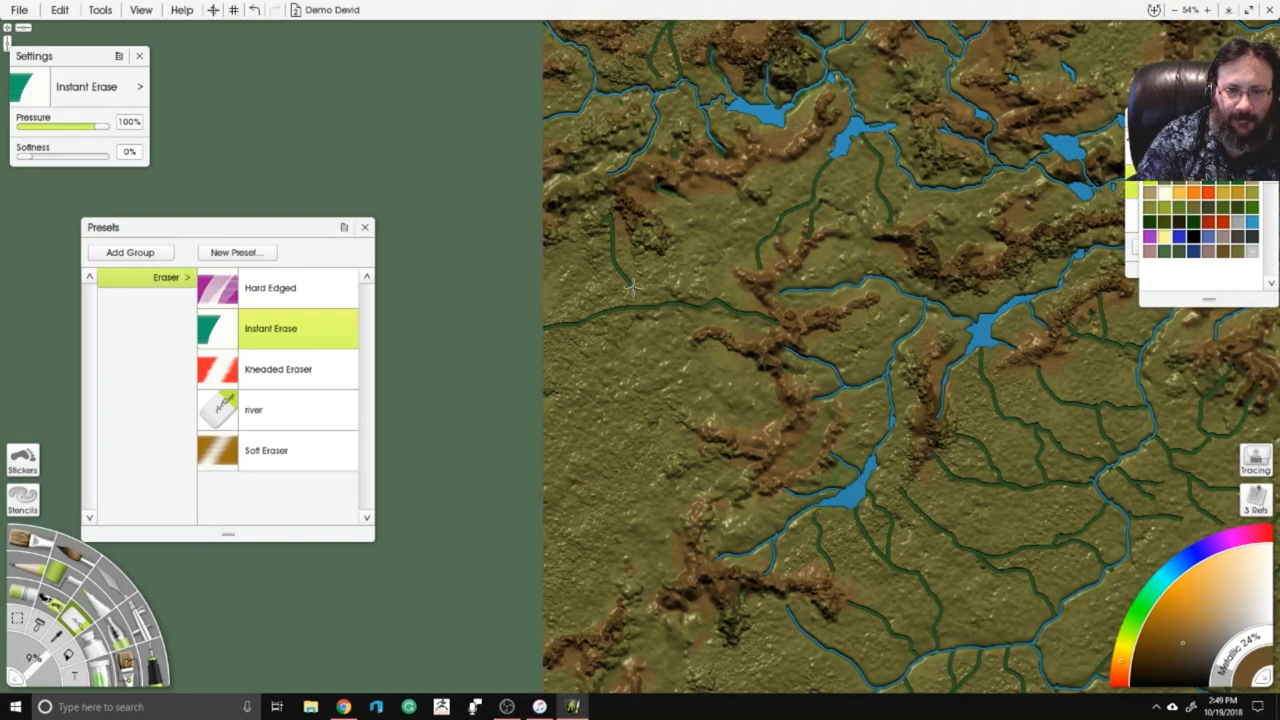 File Edit Tools View Help Demo Devid 54%
Settings
Instant Erase >
Pressure 100%
Softness 0%
Presets
Add Group New Preset...
Eraser > Hard Edged
Instant Erase
Kneaded Eraser
river
Soft Eraser
Stickers
Stencils
Tracing
3 Refs
9%
T
Metallic 24%
Type here to search
2:49 PM
10/19/2018